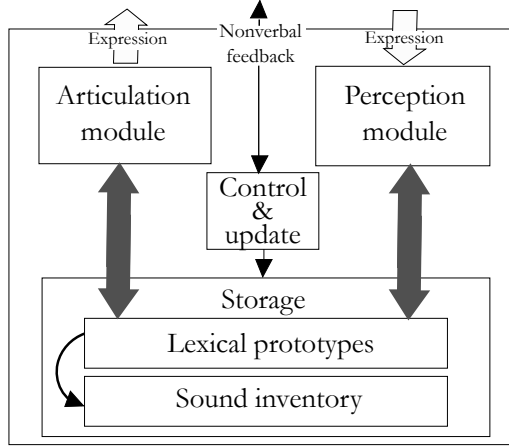 Expression
Nonverbal
feedback
Expression
Articulation
module
Perception
module
Control
&
update
Storage
Lexical prototypes
Sound inventory